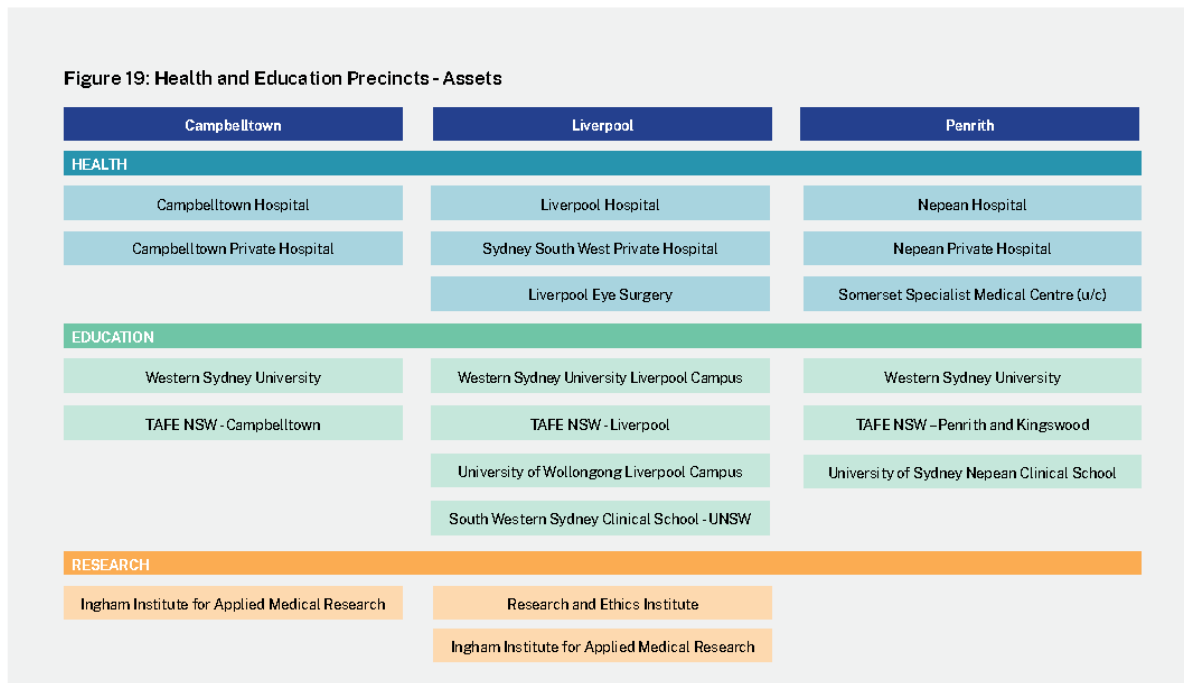 Figure 19: Health and Education Precincts - Assets
Campbelltown
Liverpool
Penrith
HEALTH
Campbelltown Hospital
Liverpool Hospital
Nepean Hospital
Campbelltown Private Hospital
Sydney South West Private Hospital
Nepean Private Hospital
Liverpool Eye Surgery
Somerset Specialist Medical Centre (u/c)
EDUCATION
Western Sydney University
Western Sydney University Liverpool Campus
Western Sydney University
TAFE NSW - Campbelltown
TAFE NSW - Liverpool
TAFE NSW – Penrith and Kingswood
University of Wollongong Liverpool Campus
University of Sydney Nepean Clinical School
South Western Sydney Clinical School - UNSW
RESEARCH
Ingham Institute for Applied Medical Research
Research and Ethics Institute
Ingham Institute for Applied Medical Research